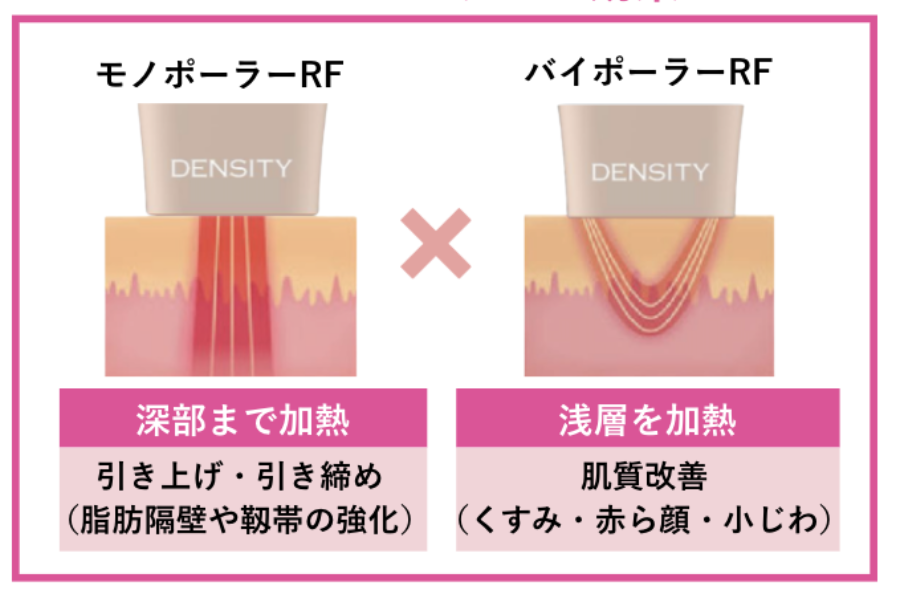 モノポーラーRF
バイポーラーRF
DENSITY
DENSITY
深部まで加熱
浅層を加熱
引き上げ・引き締め
（脂肪隔壁や靱帯の強化）
肌質改善
（くすみ・赤ら顔・小じわ）